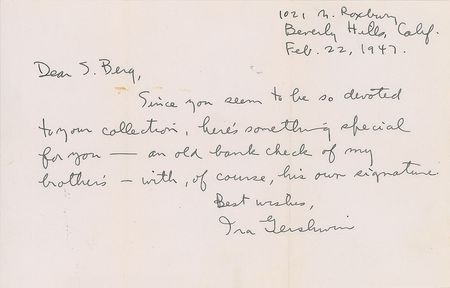 1021 N. Roxbury
Beverly Hills, Calif.
Feb. 22, 1947.
Dear S. Berg,
Since you seem to be so devoted
to your collection, here's something special
for you — an old bank check of my
brother's — with, of course, his own signature
Best wishes,
Ira Gershwin